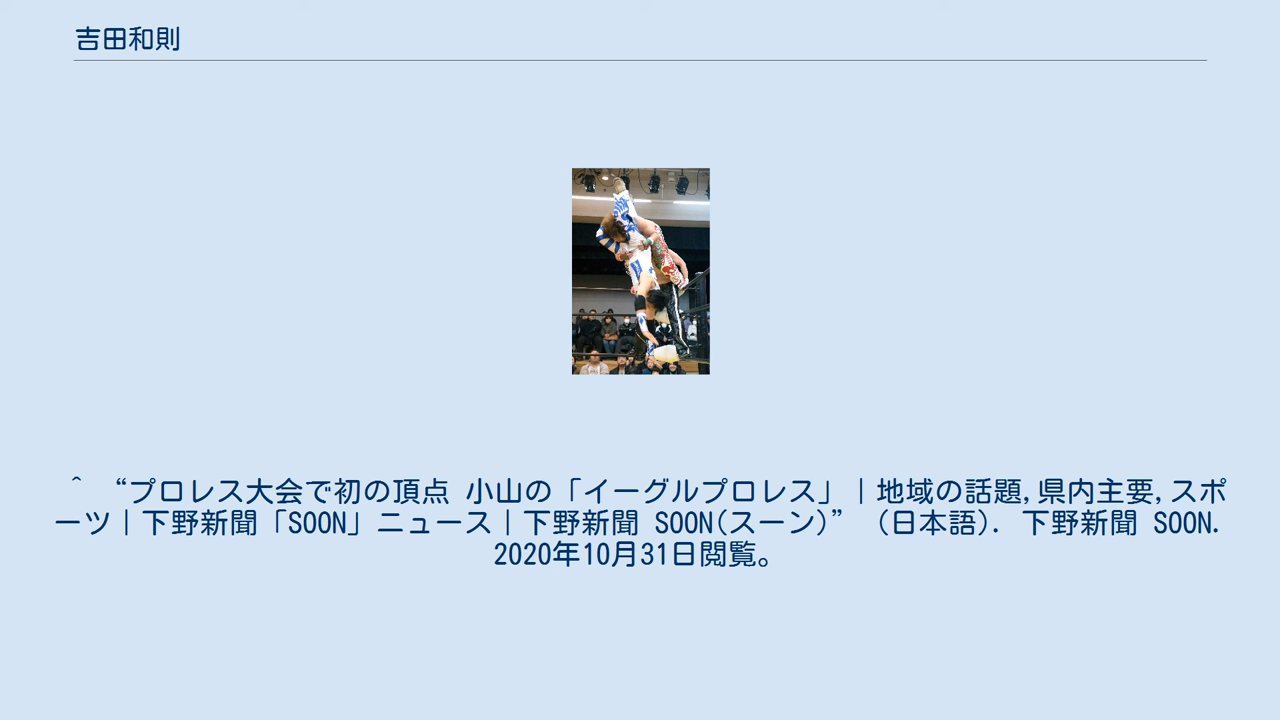 吉田和則
^ “プロレス大会で初の頂点 小山の「イーグルプロレス」｜地域の話題,県内主要,スポ
ーツ｜下野新聞「SOON」ニュース｜下野新聞 SOON(スーン)” (日本語). 下野新聞 SOON.
2020年10月31日閲覧。